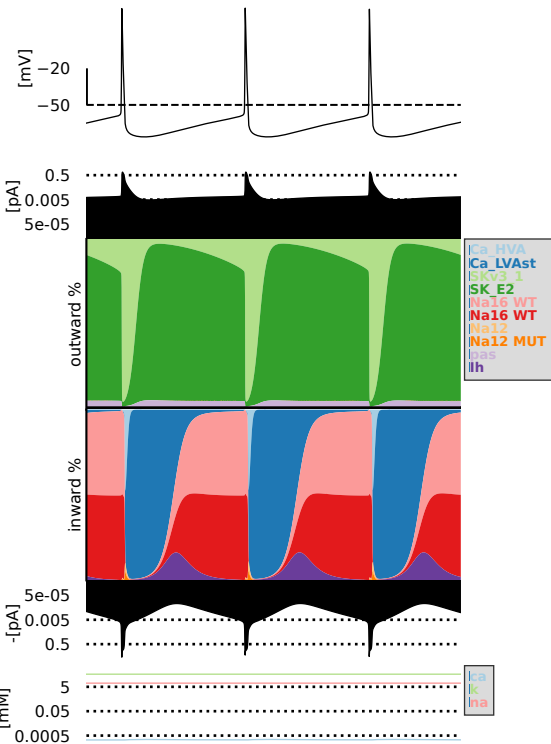 [mV]
−20
−50
[pA]
0.5
0.005
5e-05
outward %
Ca_HVA
Ca_LVAst
SKv3_1
SK_E2
Na16 WT
Na16 WT
Na12
Na12 MUT
pas
Ih
inward %
-[pA]
5e-05
0.005
0.5
[mM]
5
0.05
0.0005
ca
k
na